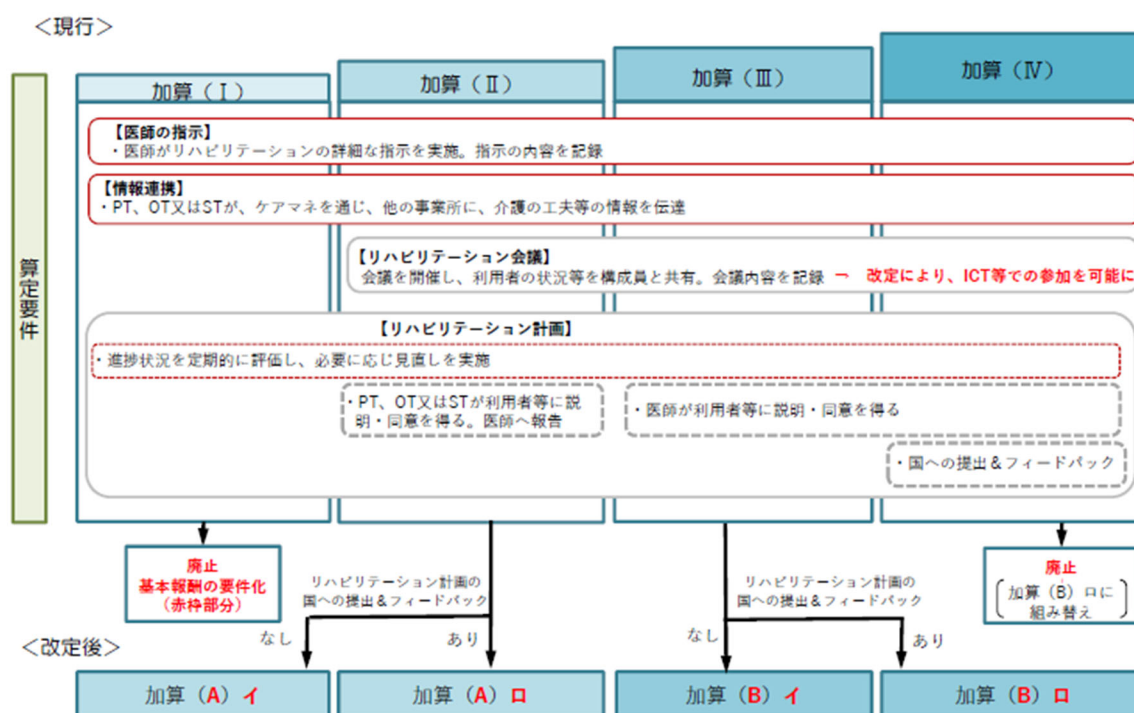 ＜現行＞
加算（Ⅰ）
加算（Ⅱ）
加算（Ⅲ）
加算（Ⅳ）
算定要件
【医師の指示】
・医師がリハビリテーションの詳細な指示を実施。指示の内容を記録
【情報連携】
・PT、OT又はSTが、ケアマネを通じ、他の事業所に、介護の工夫等の情報を伝達
【リハビリテーション会議】
会議を開催し、利用者の状況等を構成員と共有。会議内容を記録 ⇒ 改定により、ICT等での参加を可能に
【リハビリテーション計画】
・進捗状況を定期的に評価し、必要に応じ見直しを実施
・PT、OT又はSTが利用者等に説
明・同意を得る。医師へ報告
・医師が利用者等に説明・同意を得る
・国への提出＆フィードバック
廃止
基本報酬の要件化
（赤枠部分）
リハビリテーション計画の
国への提出＆フィードバック
なし
あり
リハビリテーション計画の
国への提出＆フィードバック
なし
あり
廃止
加算（B）ロに
組み替え
＜改定後＞
加算（A）イ
加算（A）ロ
加算（B）イ
加算（B）ロ